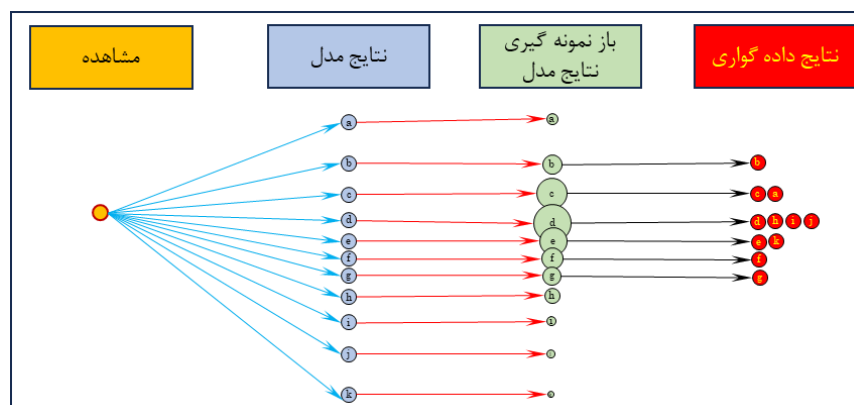 مشاهده
نتایج مدل
باز نمونه گیری
نتایج مدل
نتایج داده گواری
a a
b b b
c c c a
d d d h i j
e e e k
f f f
g g g
h h
i i
j
k